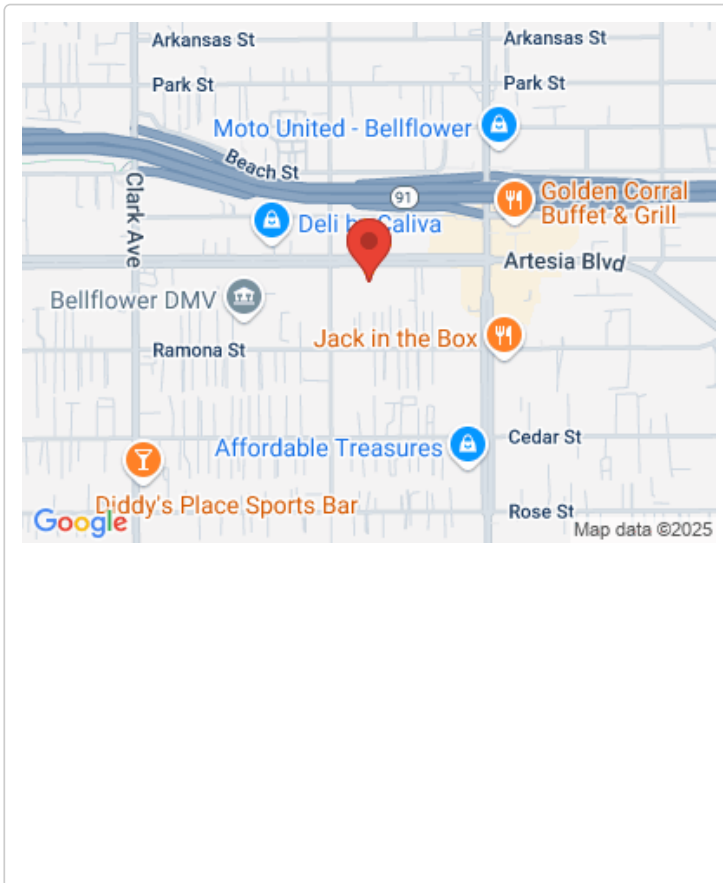 Arkansas St
Arkansas St
Park St
Park St
Moto United - Bellflower
Beach St
91
Golden Corral
Buffet & Grill
Clark Ave
Deli by Caliva
Artesia Blvd
Bellflower DMV
Jack in the Box
Ramona St
Cedar St
Affordable Treasures
Diddy's Place Sports Bar
Rose St
Google
Map data ©2025